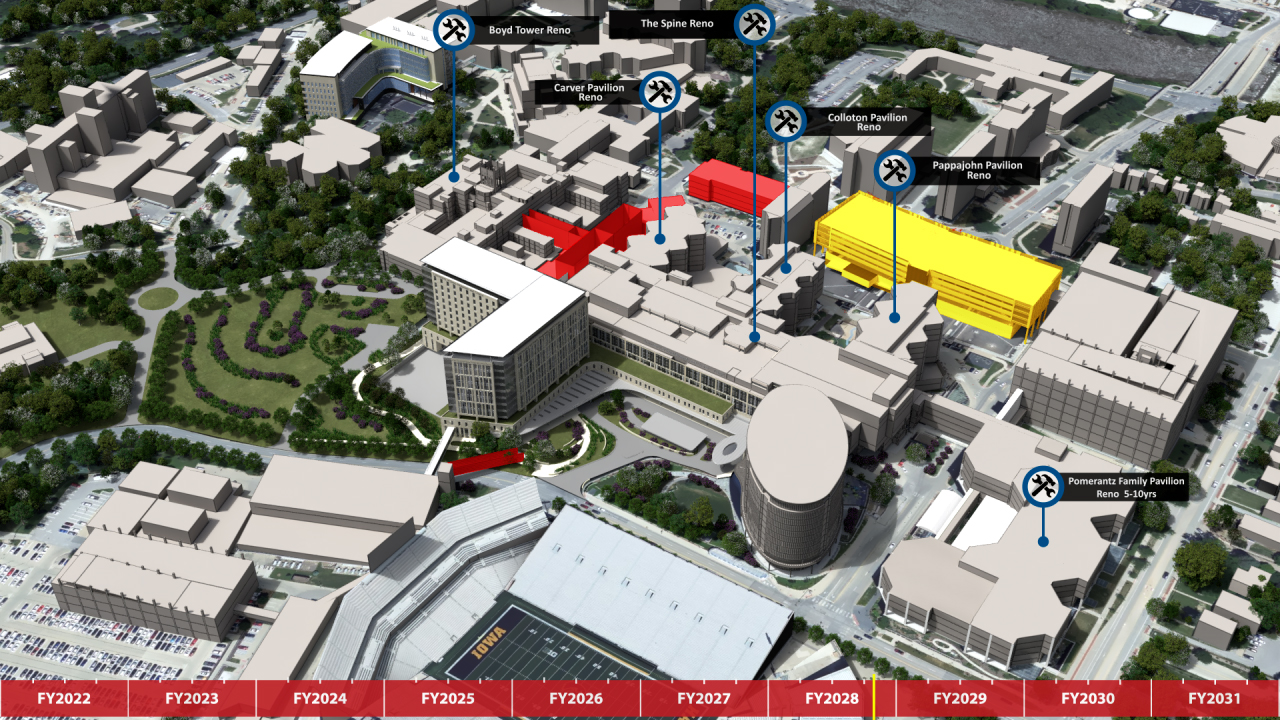 Boyd Tower Reno
The Spine Reno
Carver Pavilion
Reno
Colloton Pavilion
Reno
Pappajohn Pavilion
Reno
Pomerantz Family Pavilion
Reno 5-10yrs
IOWA
FY2022
FY2023
FY2024
FY2025
FY2026
FY2027
FY2028
FY2029
FY2030
FY2031